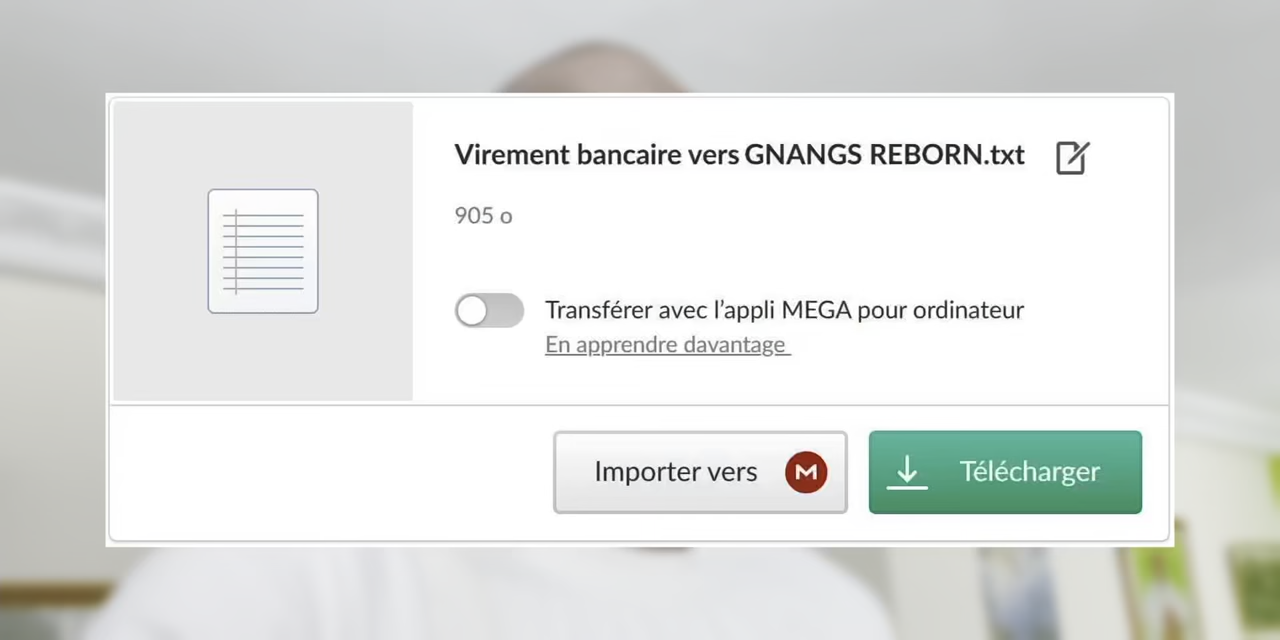 Virement bancaire vers GNANGS REBORN.txt
905 o
Transférer avec l’appli MEGA pour ordinateur
En apprendre davantage
Importer vers M
Télécharger